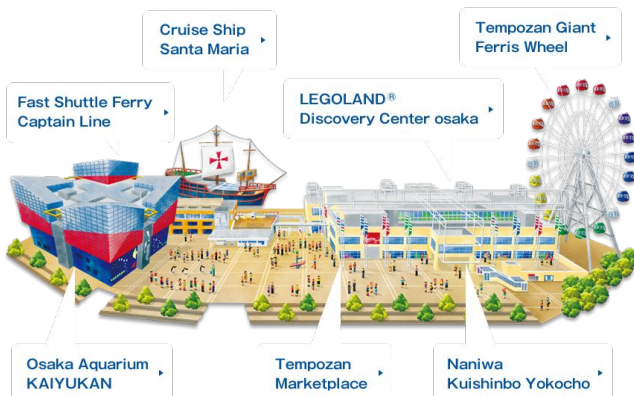 Cruise Ship
Santa Maria
Tempozan Giant
Ferris Wheel
Fast Shuttle Ferry
Captain Line
LEGOLAND®
Discovery Center osaka
Osaka Aquarium
KAIYUKAN
Tempozan
Marketplace
Naniwa
Kuishinbo Yokocho